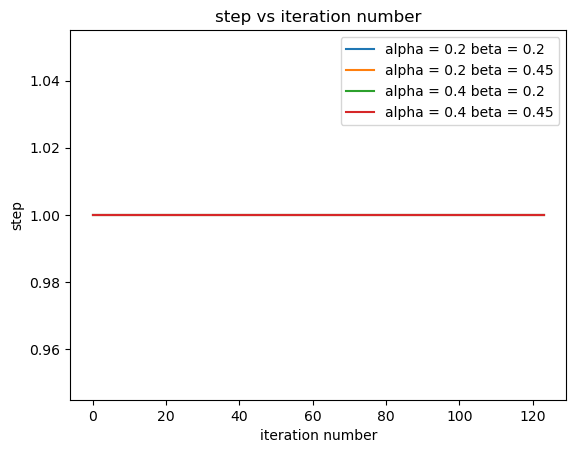 step vs iteration number
alpha = 0.2 beta = 0.2
alpha = 0.2 beta = 0.45
alpha = 0.4 beta = 0.2
alpha = 0.4 beta = 0.45
step
1.04
1.02
1.00
0.98
0.96
0 20 40 60 80 100 120
iteration number